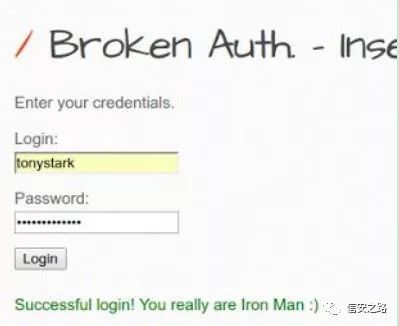 / Broken Auth. - Inse
Enter your credentials.
Login:
tonystark
Password:
•••••••••••••
Login
Successful login! You really are Iron Man :)
信安之路